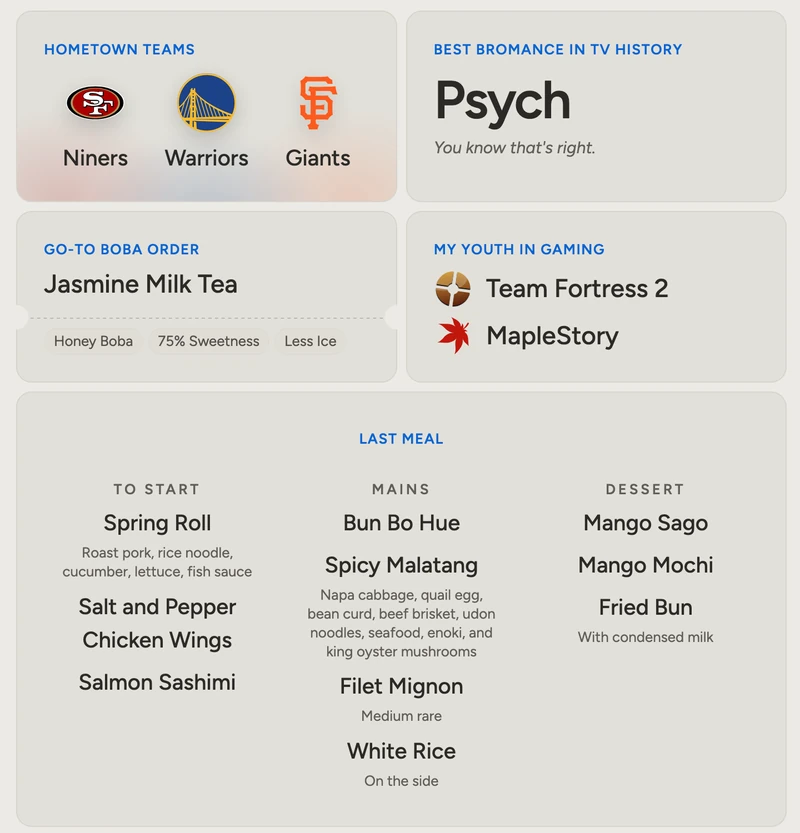 HOMETOWN TEAMS
SF
SF
Niners
Warriors
Giants
BEST BROMANCE IN TV HISTORY
Psych
You know that's right.
GO-TO BOBA ORDER
Jasmine Milk Tea
Honey Boba
75% Sweetness
Less Ice
MY YOUTH IN GAMING
Team Fortress 2
MapleStory
LAST MEAL
TO START
Spring Roll
Roast pork, rice noodle,
cucumber, lettuce, fish sauce
Salt and Pepper
Chicken Wings
Salmon Sashimi
MAINS
Bun Bo Hue
Spicy Malatang
Napa cabbage, quail egg,
bean curd, beef brisket, udon
noodles, seafood, enoki, and
king oyster mushrooms
Filet Mignon
Medium rare
White Rice
On the side
DESSERT
Mango Sago
Mango Mochi
Fried Bun
With condensed milk